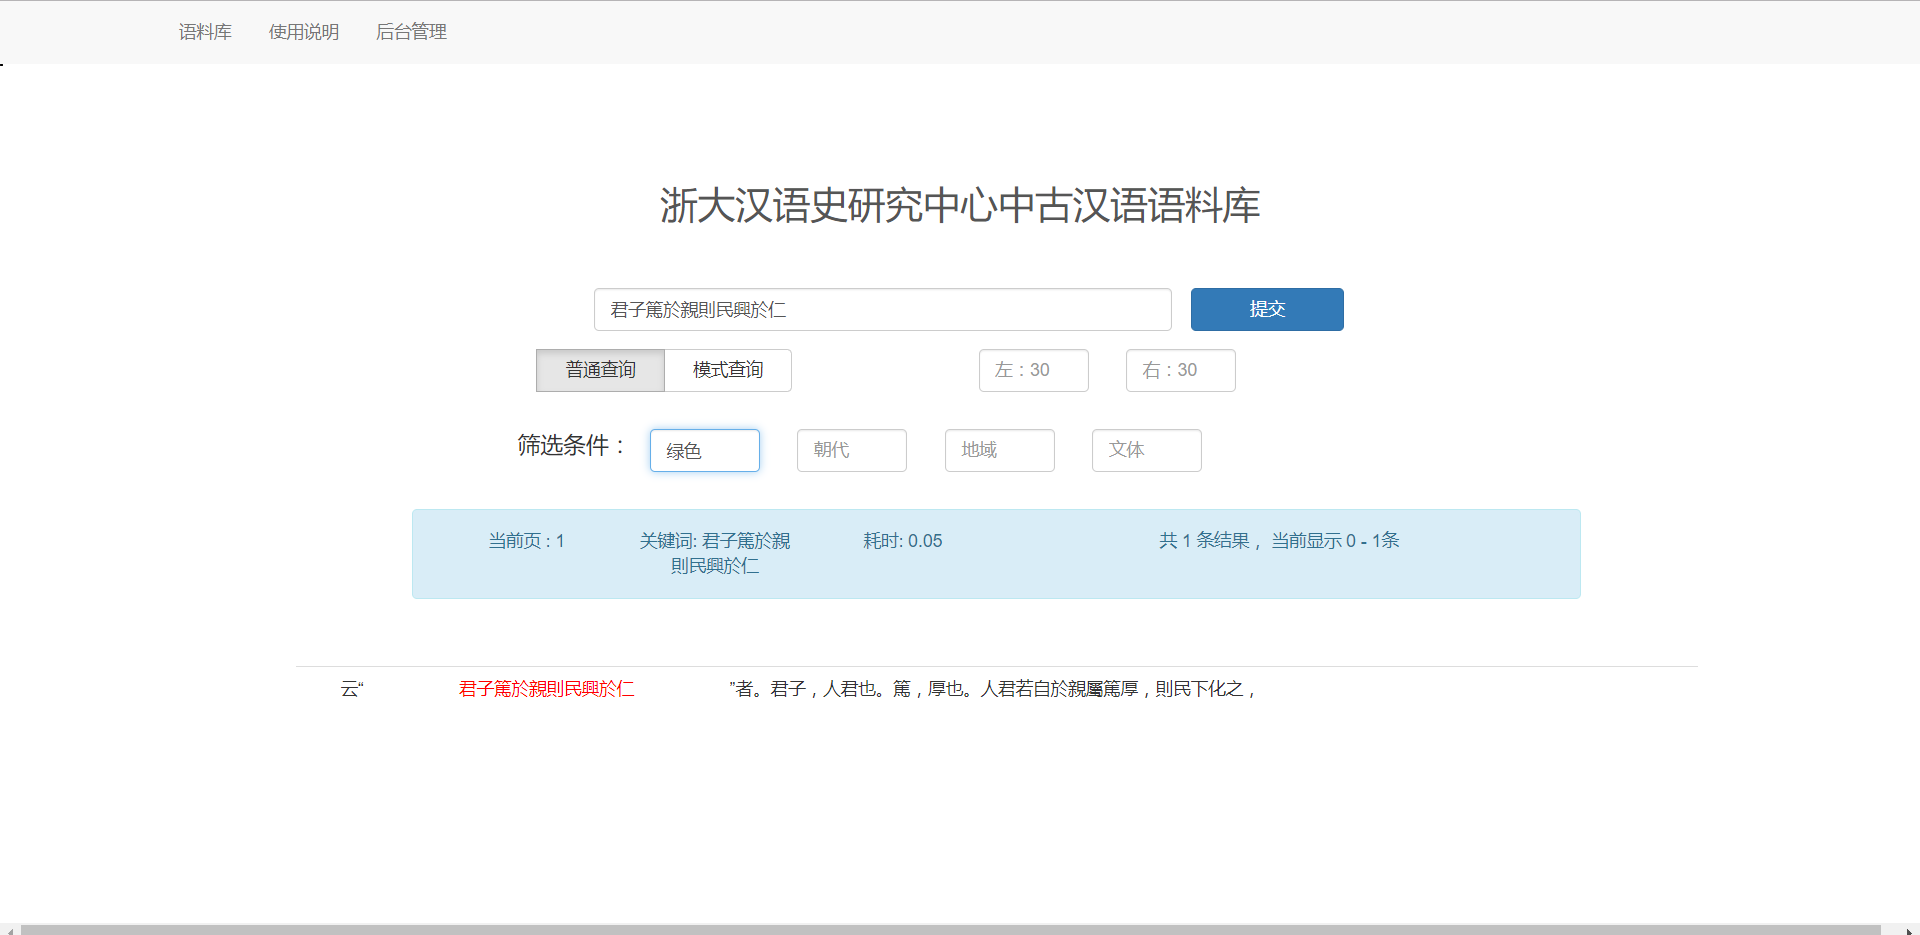 语料库 使用说明 后台管理
浙大汉语史研究中心中古汉语语料库
君子篤於親則民興於仁 提交
普通查询 模式查询 左：30 右：30
筛选条件： 绿色 朝代 地域 文体
当前页 : 1 关键词: 君子篤於親 耗时: 0.05 共 1 条结果， 当前显示 0 - 1条
則民興於仁
云“ 君子篤於親則民興於仁 ”者。君子，人君也。篤，厚也。人君若自於親屬篤厚，則民下化之，